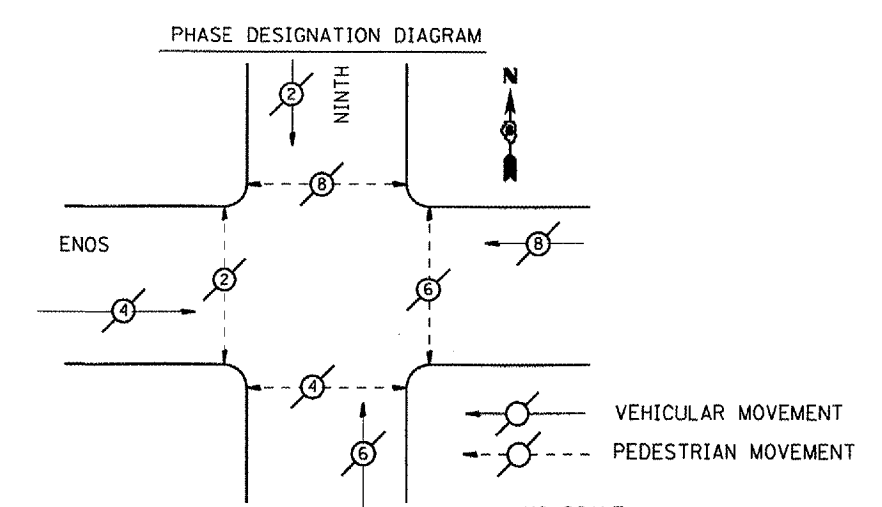 PHASE DESIGNATION DIAGRAM
N
2
NINTH
8
ENOS
8
2
6
4
4
VEHICULAR MOVEMENT
6
PEDESTRIAN MOVEMENT